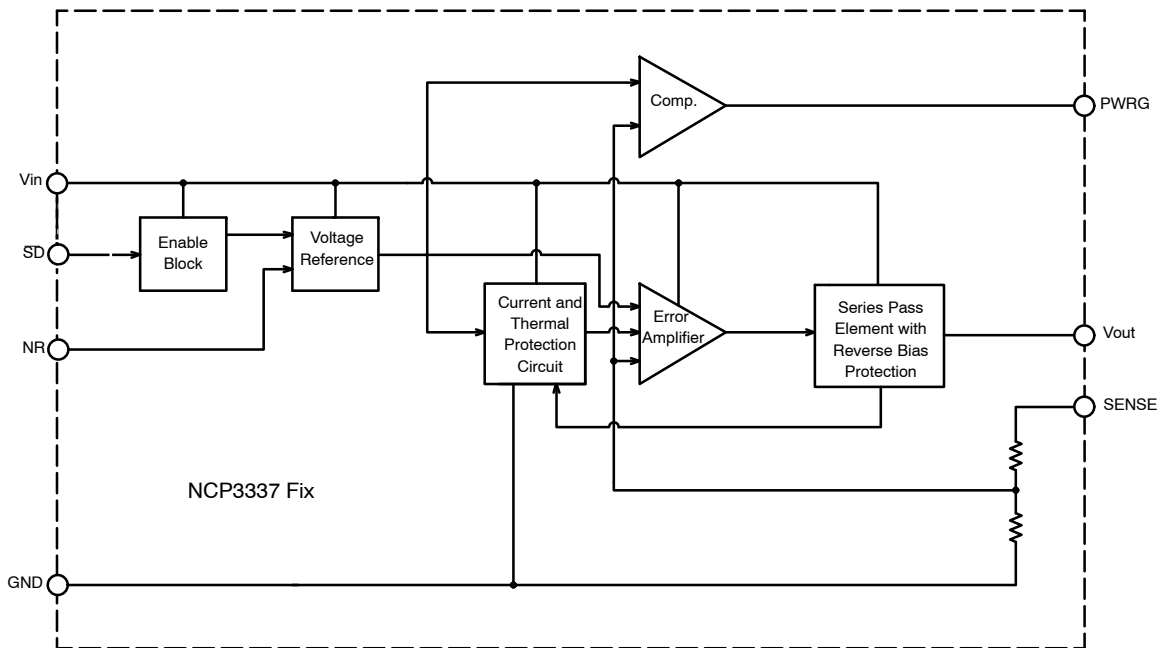 Comp.
PWRG
Vin
Enable
Block
Voltage
Reference
SD
Current and
Thermal
Protection
Circuit
Error
Amplifier
Series Pass
Element with
Reverse Bias
Protection
Vout
NR
SENSE
NCP3337 Fix
GND